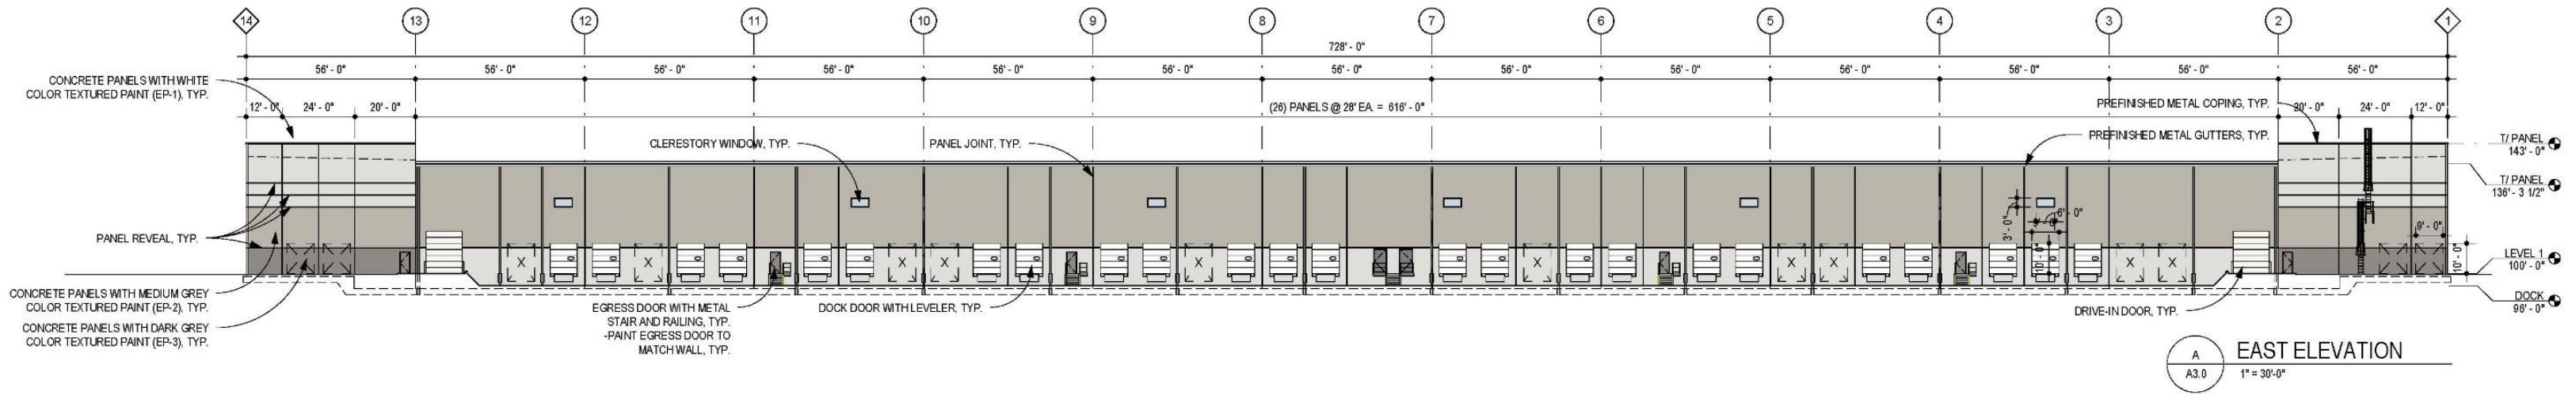 14 13 12 11 10 9 8 7 6 5 4 3 2 1
728' - 0"
56' - 0" 56' - 0" 56' - 0" 56' - 0" 56' - 0" 56' - 0" 56' - 0" 56' - 0" 56' - 0" 56' - 0" 56' - 0" 56' - 0" 56' - 0"
CONCRETE PANELS WITH WHITE
COLOR TEXTURED PAINT (EP-1), TYP.
12' - 0" 24' - 0" 20' - 0"
(26) PANELS @ 28' EA. = 616' - 0"
PREFINISHED METAL COPING, TYP.
20' - 0" 24' - 0" 12' - 0"
CLERESTORY WINDOW, TYP.
PANEL JOINT, TYP.
PREFINISHED METAL GUTTERS, TYP.
T/ PANEL
143' - 0"
T/ PANEL
136' - 3 1/2"
PANEL REVEAL, TYP.
3' - 0"
6' - 0"
9' - 0"
10' - 0"
10' - 0"
X X X X X X X X X X X X
LEVEL 1
100' - 0"
DOCK
96' - 0"
CONCRETE PANELS WITH MEDIUM GREY
COLOR TEXTURED PAINT (EP-2), TYP.
CONCRETE PANELS WITH DARK GREY
COLOR TEXTURED PAINT (EP-3), TYP.
EGRESS DOOR WITH METAL
STAIR AND RAILING, TYP.
-PAINT EGRESS DOOR TO
MATCH WALL, TYP.
DOCK DOOR WITH LEVELER, TYP.
DRIVE-IN DOOR, TYP.
A
A3.0
EAST ELEVATION
1" = 30'-0"